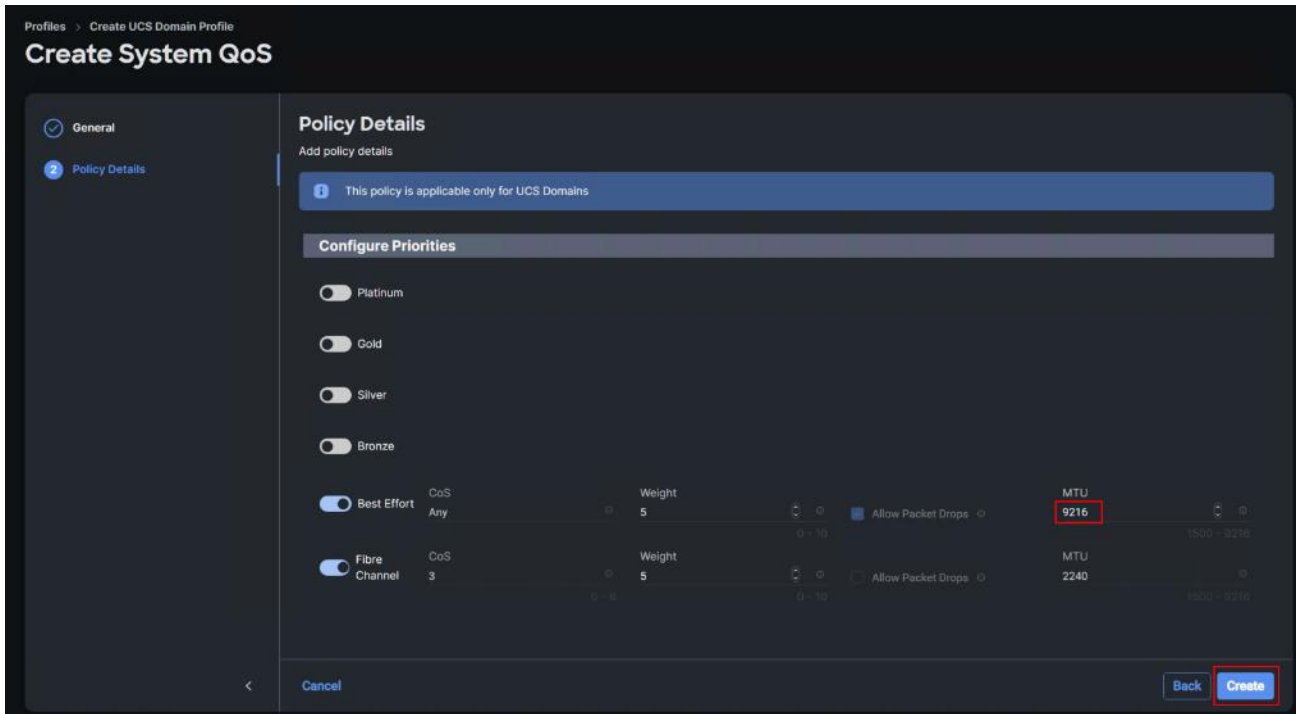 Profiles > Create UCS Domain Profile
Create System QoS
General
2 Policy Details
Policy Details
Add policy details
This policy is applicable only for UCS Domains
Configure Priorities
Platinum
Gold
Silver
Bronze
Best Effort CoS Any Weight 5 Allow Packet Drops MTU 9216
0 - 10 1500 - 9216
Fibre Channel CoS 3 Weight 5 Allow Packet Drops MTU 2240
0 - 6 0 - 10 1500 - 9216
Cancel Back Create